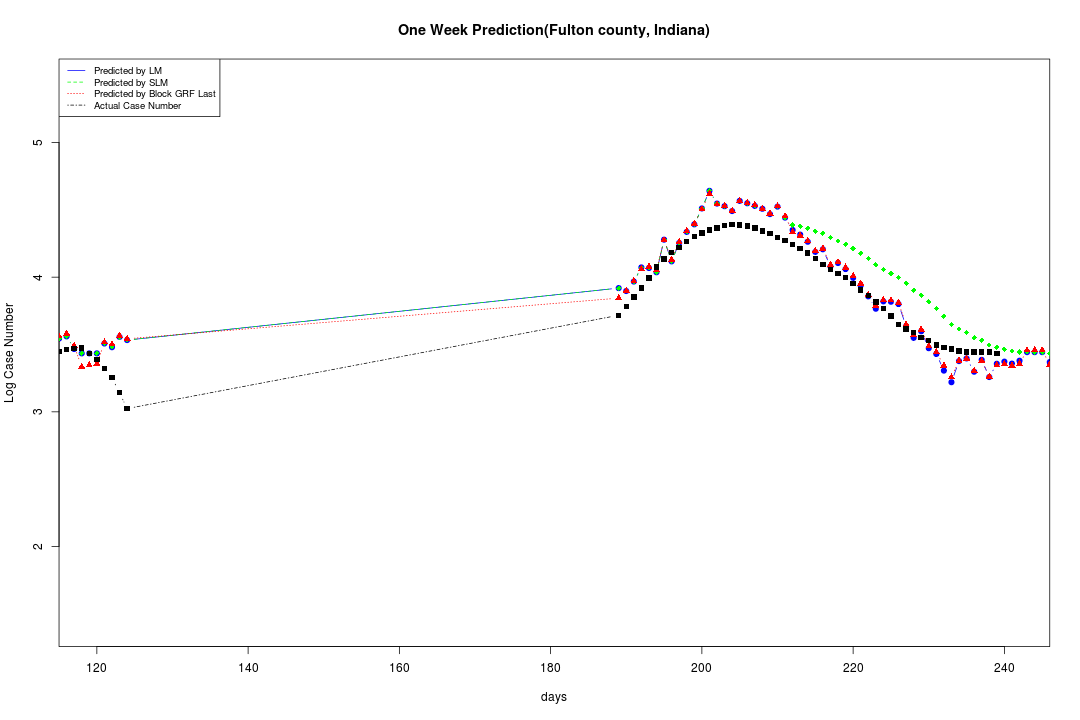 One Week Prediction(Fulton county, Indiana)
Predicted by LM
Predicted by SLM
Predicted by Block GRF Last
Actual Case Number
5
4
3
2
Log Case Number
120 140 160 180 200 220 240
days